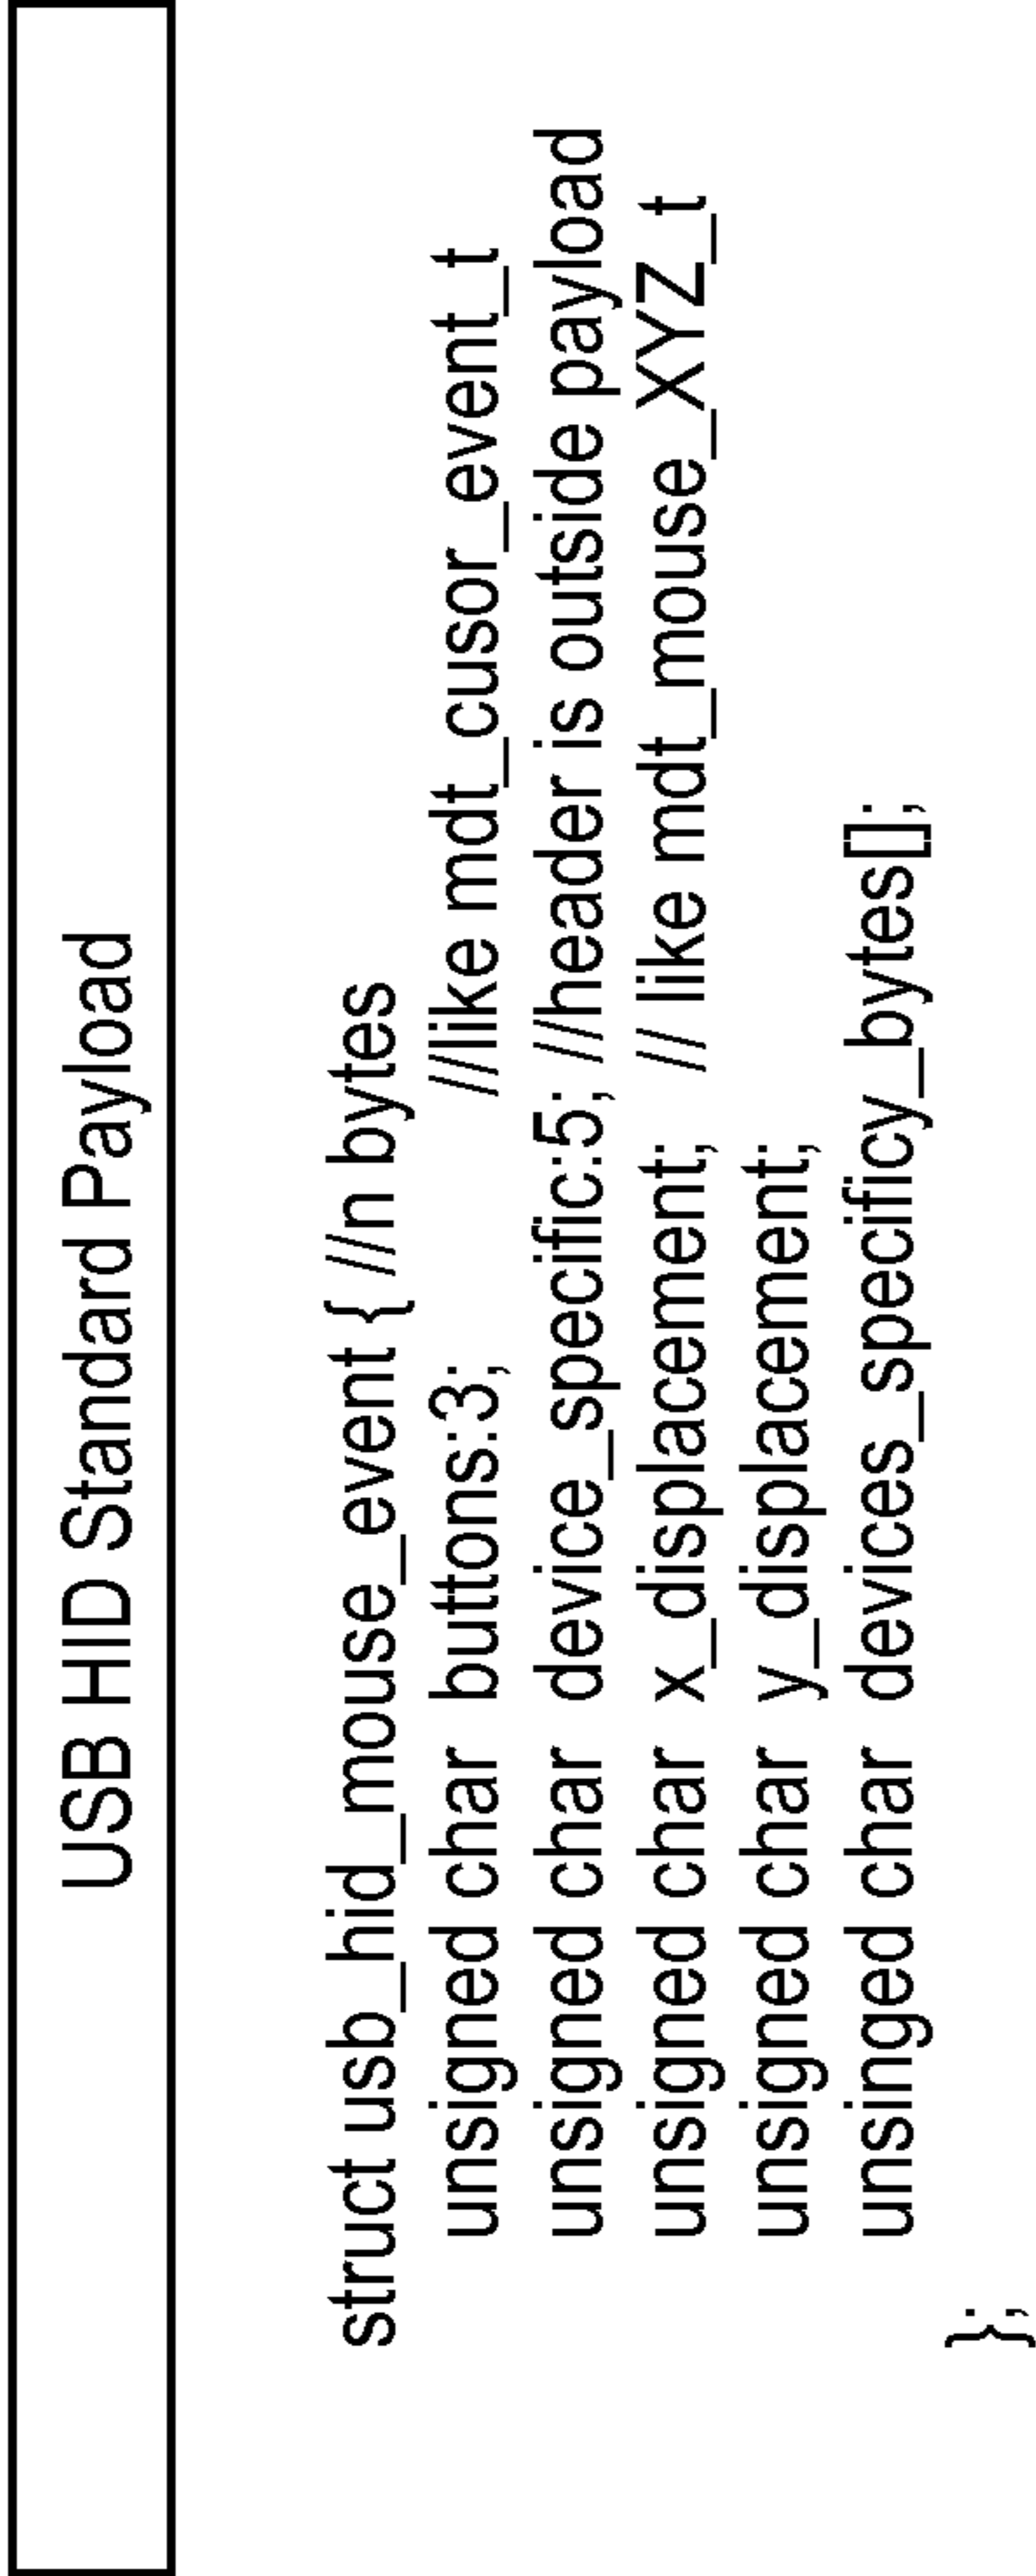 USB HID Standard Payload
struct usb_hid_mouse_event { //n bytes
unsigned char buttons:3; //like mdt_cusor_event_t
unsigned char device_specific:5; //header is outside payload
unsigned char x_displacement; // like mdt_mouse_XYZ_t
unsigned char y_displacement;
unsinged char devices_specificy_bytes[];
};